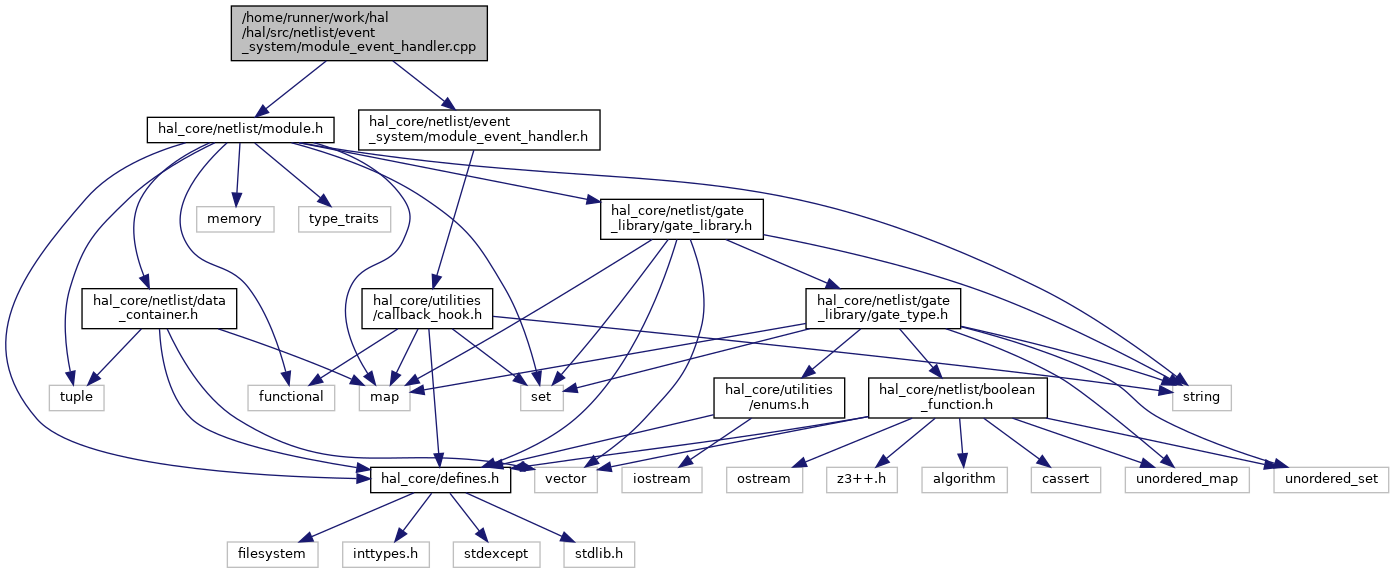 /home/runner/work/hal
/hal/src/netlist/event
_system/module_event_handler.cpp
hal_core/netlist/module.h
hal_core/netlist/event
_system/module_event_handler.h
memory
type_traits
hal_core/netlist/gate
_library/gate_library.h
hal_core/netlist/data
_container.h
hal_core/utilities
/callback_hook.h
hal_core/netlist/gate
_library/gate_type.h
tuple
functional
map
set
hal_core/utilities
/enums.h
hal_core/netlist/boolean
_function.h
string
hal_core/defines.h
vector
iostream
ostream
z3++.h
algorithm
cassert
unordered_map
unordered_set
filesystem
inttypes.h
stdexcept
stdlib.h